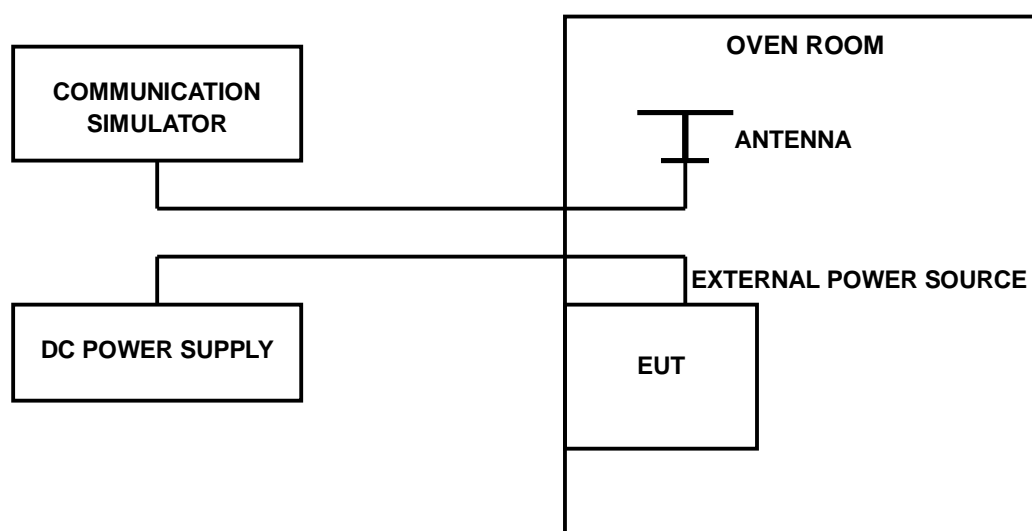 OVEN ROOM
COMMUNICATION
SIMULATOR
ANTENNA
EXTERNAL POWER SOURCE
DC POWER SUPPLY
EUT